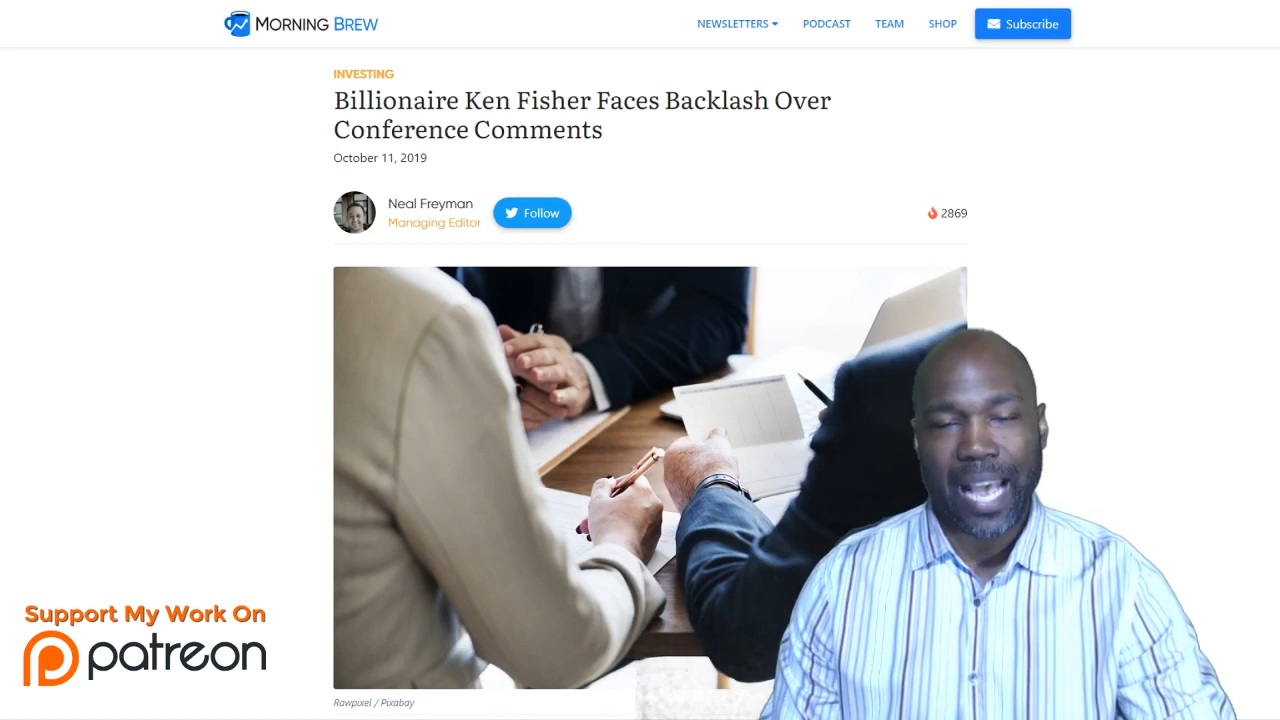 MORNING BREW
NEWSLETTERS PODCAST TEAM SHOP Subscribe
INVESTING
Billionaire Ken Fisher Faces Backlash Over
Conference Comments
October 11, 2019
Neal Freyman
Managing Editor
Follow
2869
Support My Work On
patreon
Rawpixel / Pixabay